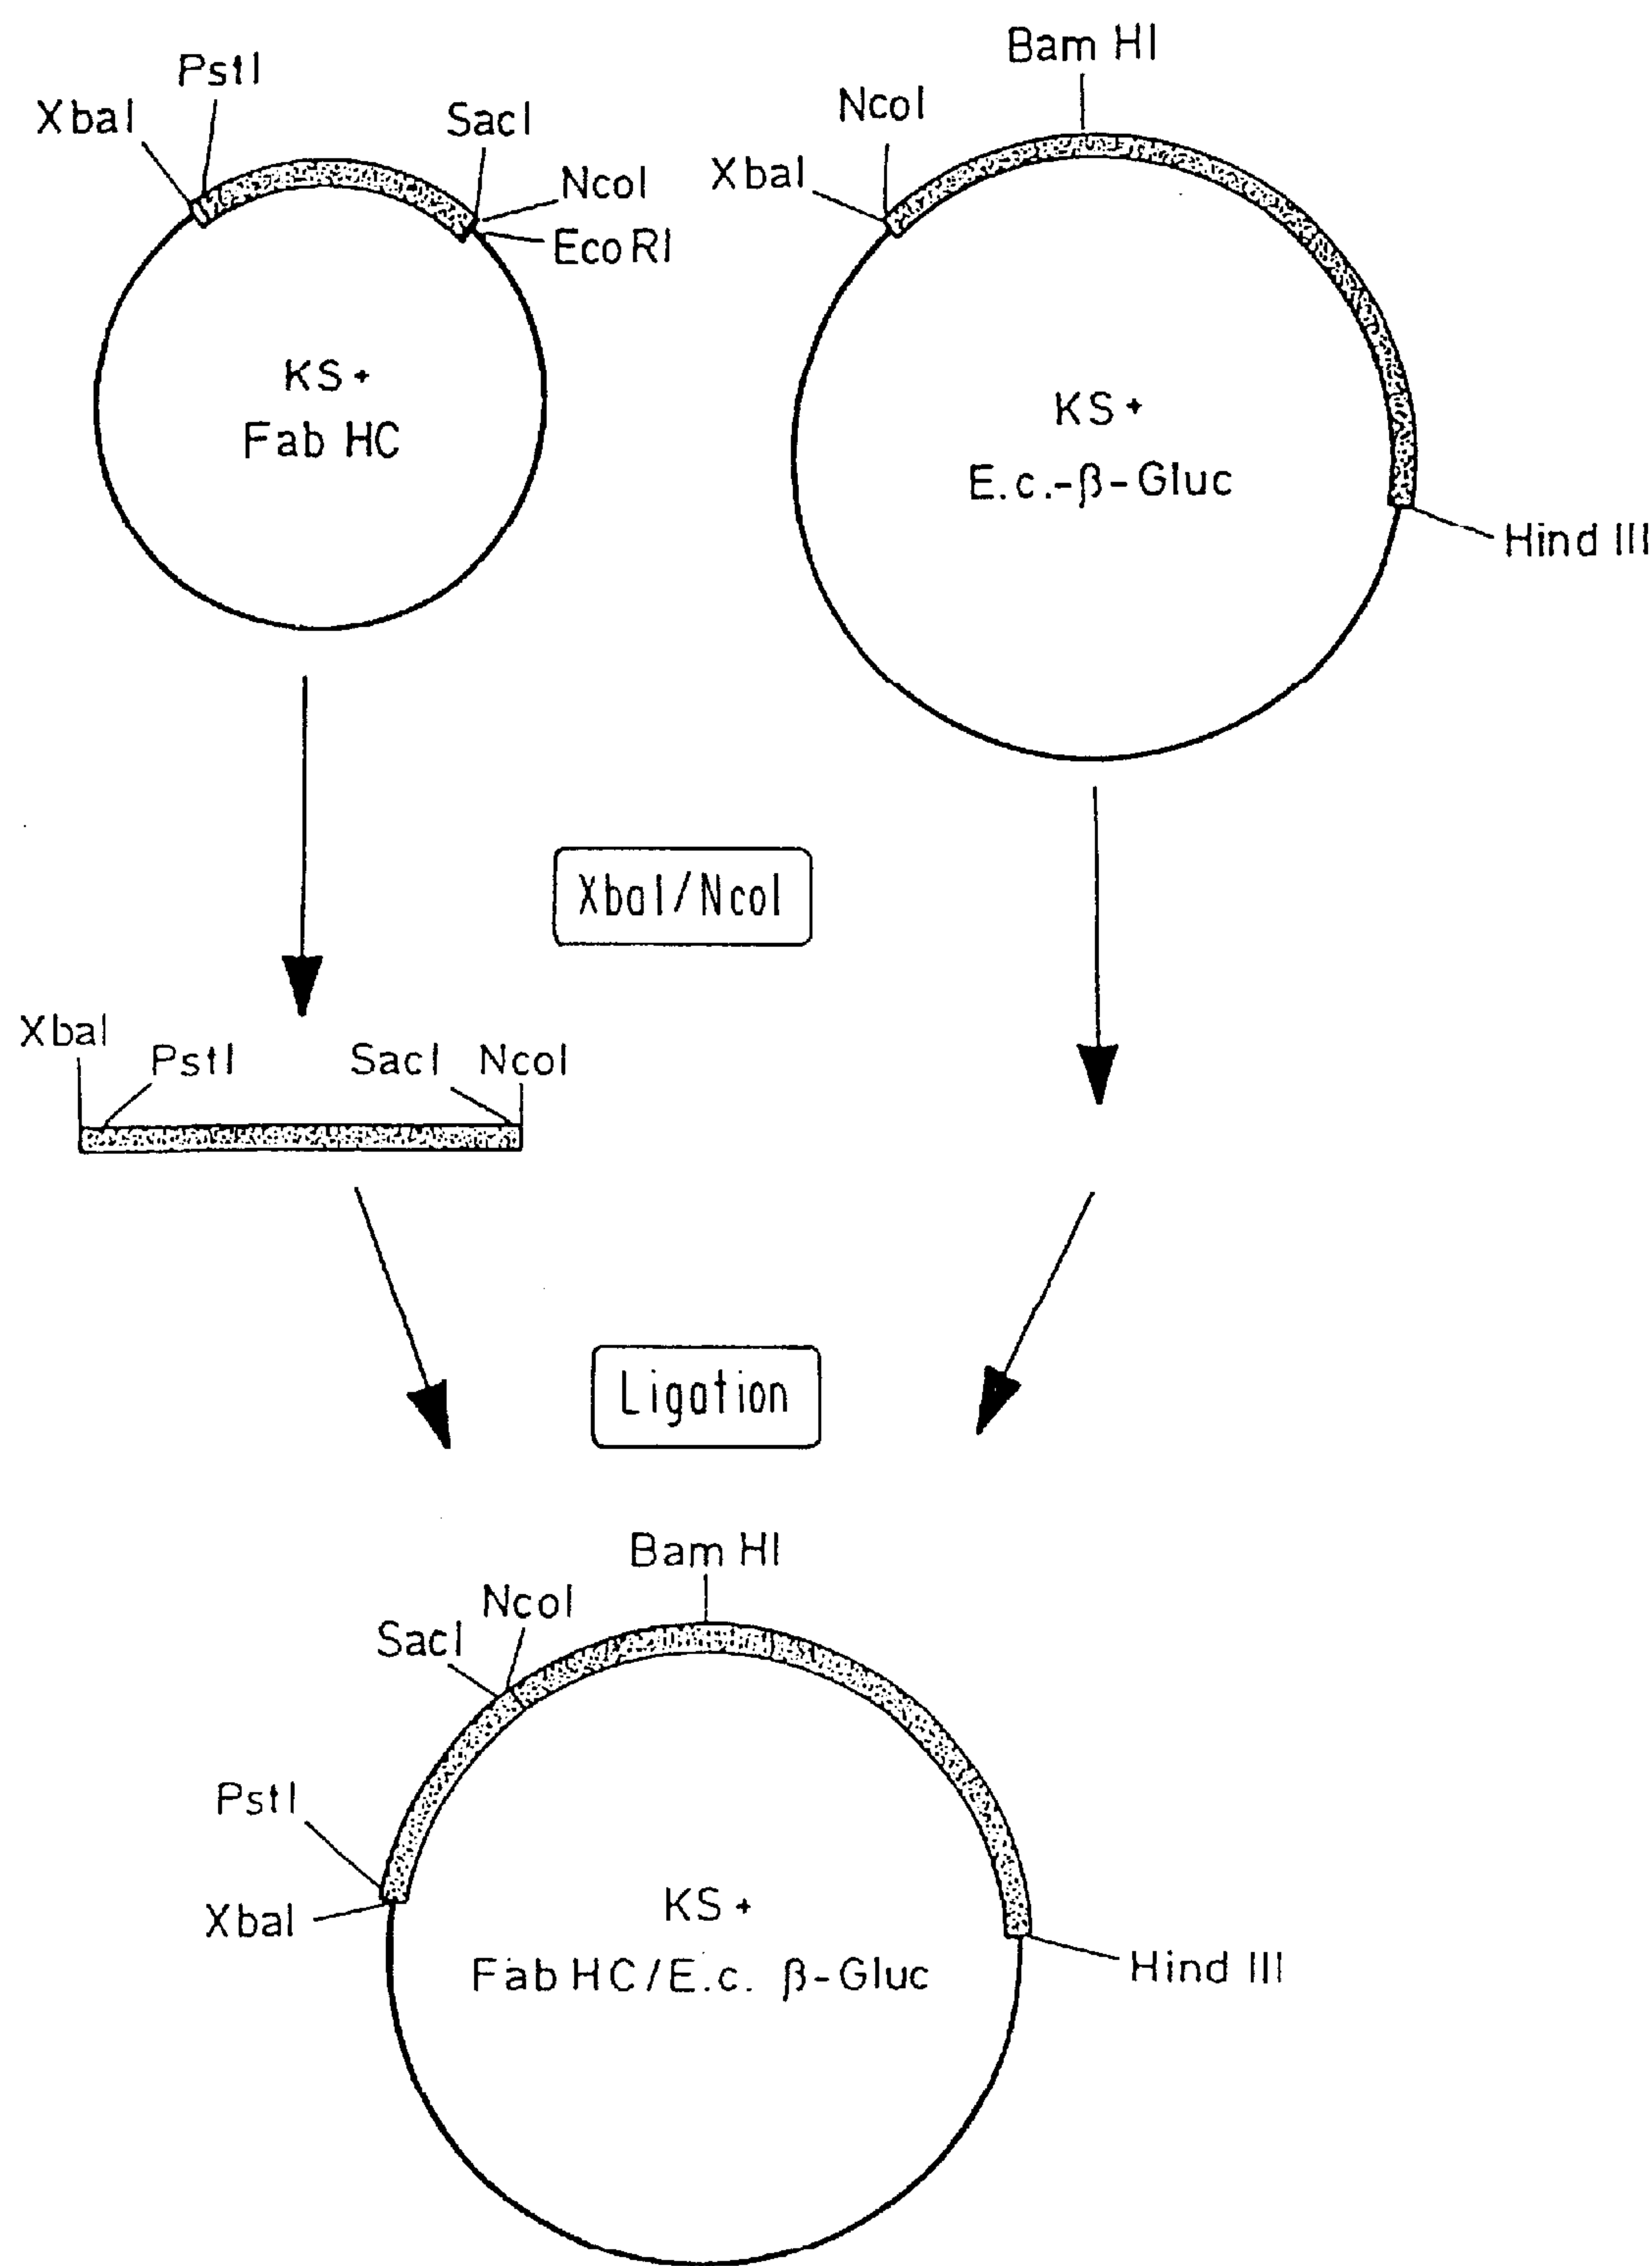 PstI
XbaI
SacI
NcoI
EcoRI
KS+
Fab HC
Bam HI
NcoI
XbaI
KS+
E.c.-β-Gluc
Hind III
XbaI/NcoI
XbaI
PstI
SacI
NcoI
Ligation
Bam HI
NcoI
SacI
PstI
XbaI
KS+
Fab HC/E.c. β-Gluc
Hind III